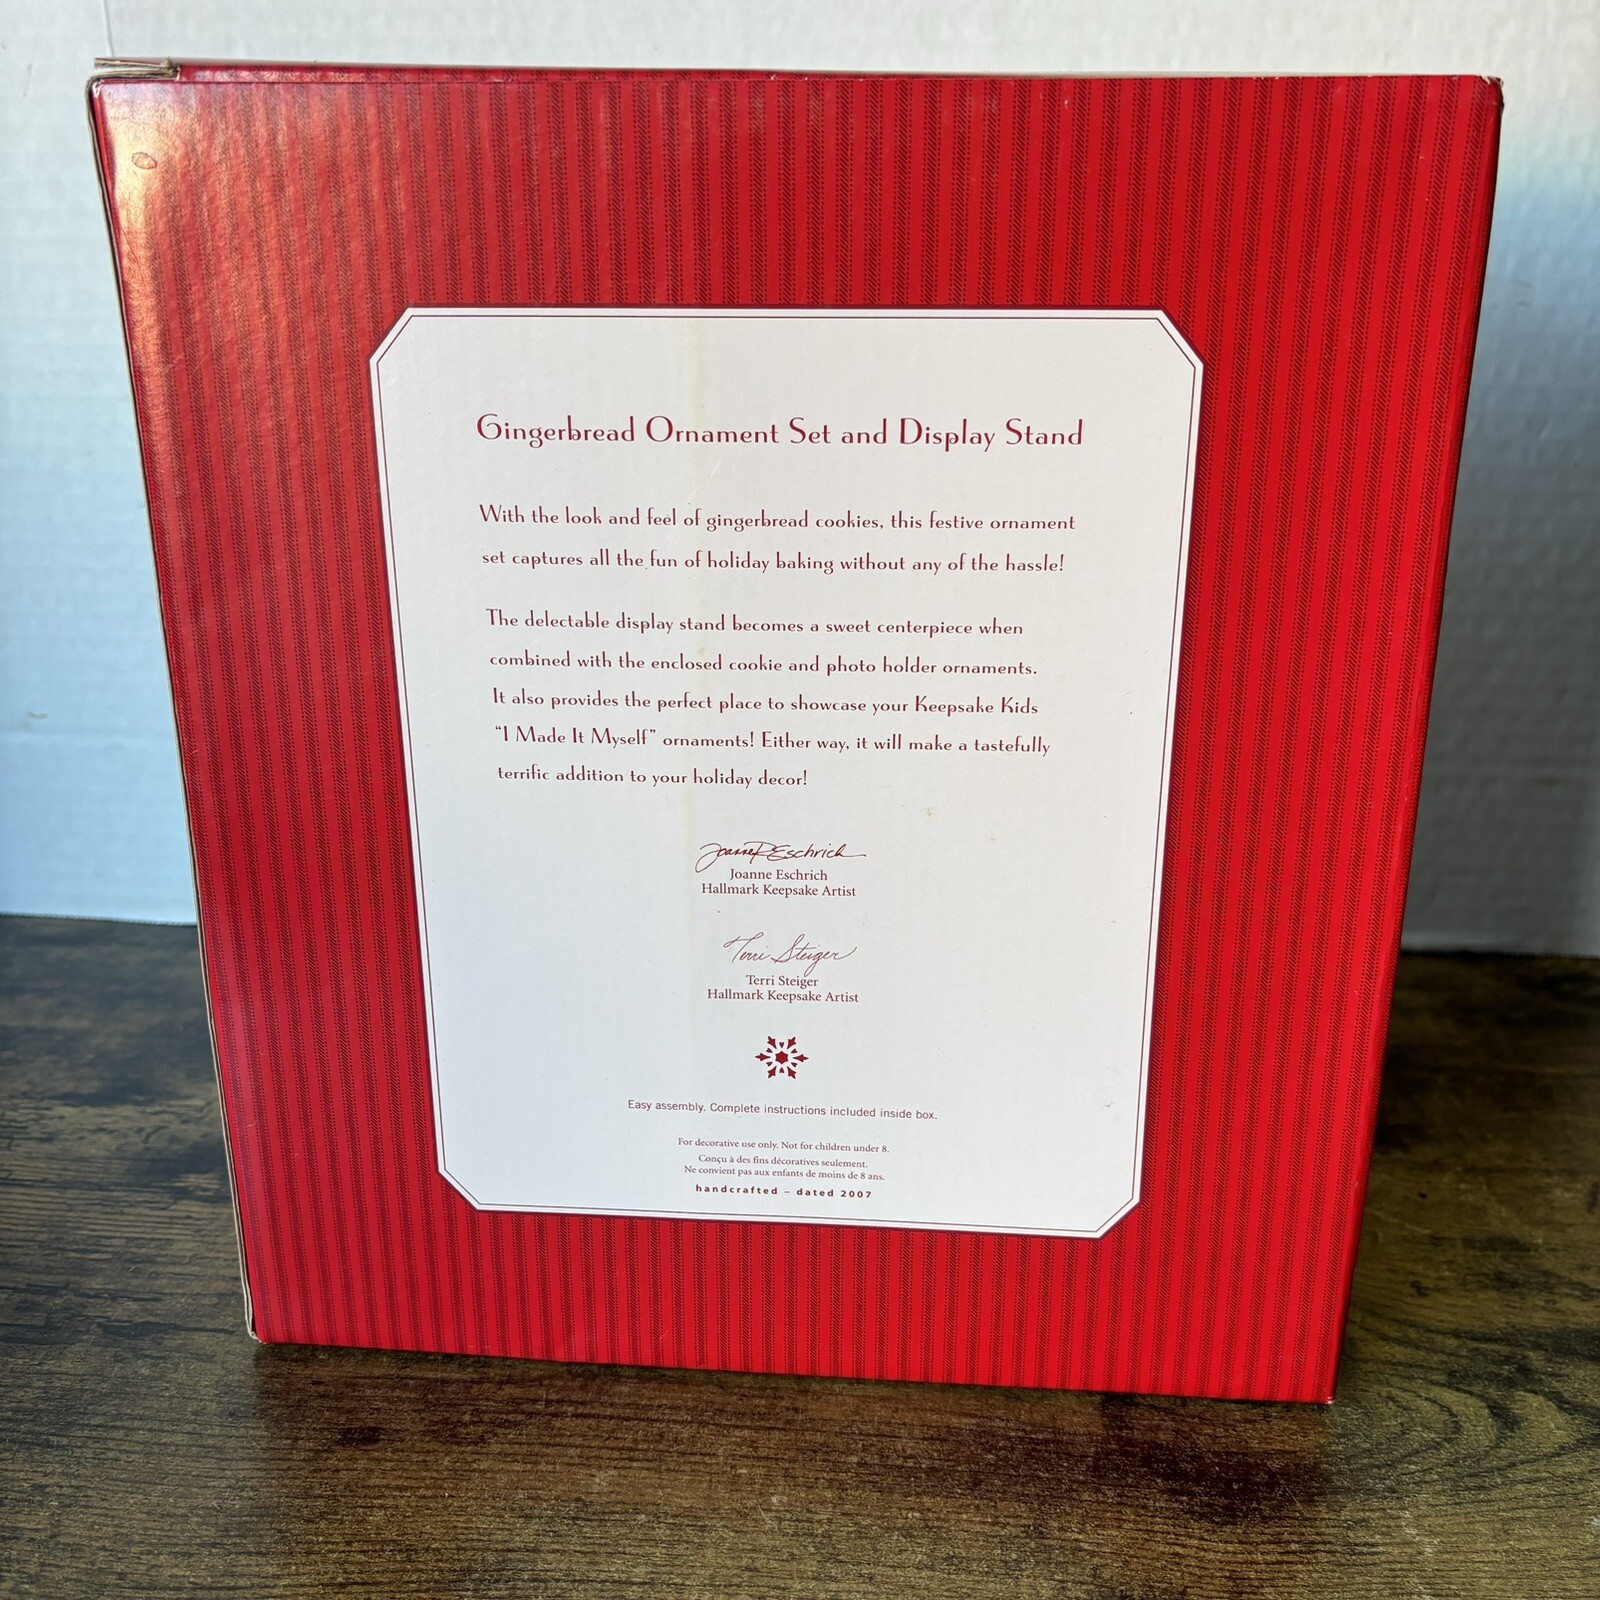 Gingerbread Ornament Set and Display Stand
With the look and feel of gingerbread cookies, this festive ornament
set captures all the fun of holiday baking without any of the hassle!
The delectable display stand becomes a sweet centerpiece when
combined with the enclosed cookie and photo holder ornaments.
It also provides the perfect place to showcase your Keepsake Kids
“I Made It Myself” ornaments! Either way, it will make a tastefully
terrific addition to your holiday decor!
Joanne Eschrich
Joanne Eschrich
Hallmark Keepsake Artist
Terri Steiger
Terri Steiger
Hallmark Keepsake Artist
Easy assembly. Complete instructions included inside box.
For decorative use only. Not for children under 8.
Conçu à des fins décoratives seulement.
Ne convient pas aux enfants de moins de 8 ans.
handcrafted – dated 2007